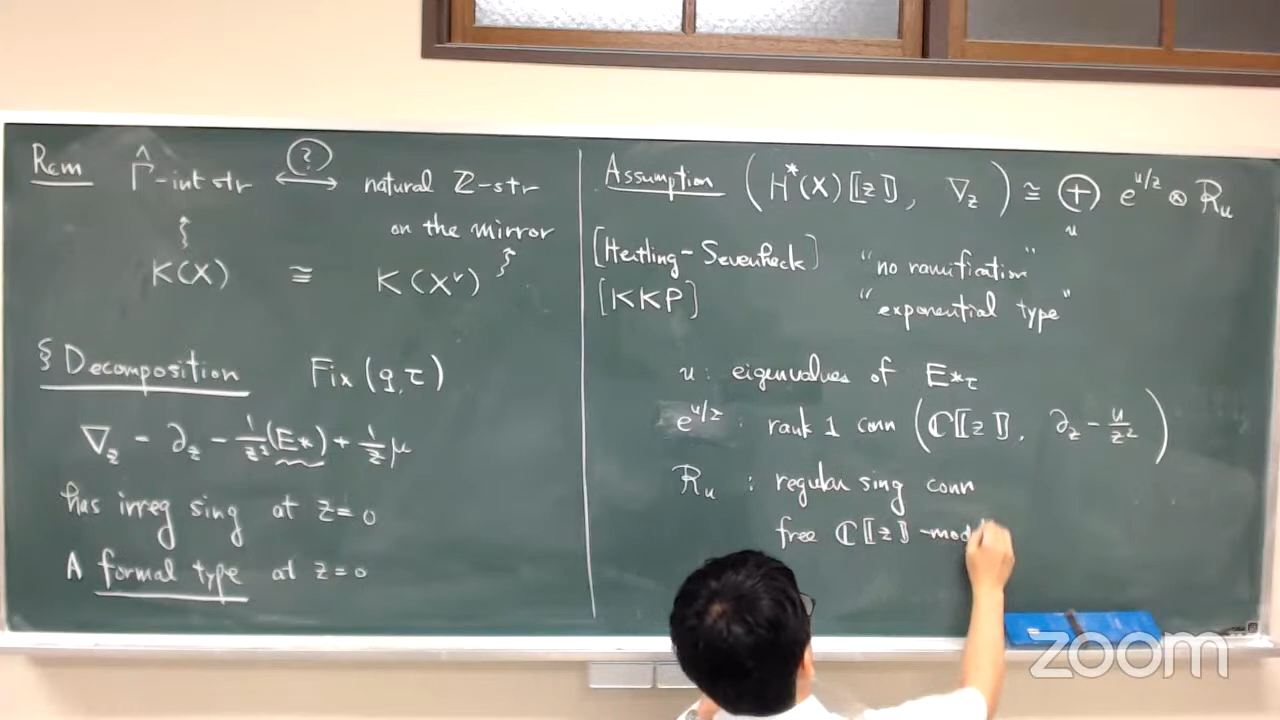 Rem Γ̂-int str ⟷ (?) natural Z-str
on the mirror
K(X) ≅ K(X^∨)
§ Decomposition Fix (q, τ)
∇_z = ∂_z - 1/z² (E*) + 1/z μ
has irreg sing at z=0
A formal type at z=0
Assumption (H*(X)[[z]], ∇_z) ≅ ⊕_u e^{u/z} ⊗ R_u
[Hertling-Sevenheck] "no ramification"
[KKP] "exponential type"
u : eigenvalues of E*_τ
e^{u/z} : rank 1 conn (ℂ[[z]], ∂_z - u/z²)
R_u : regular sing conn
free ℂ[[z]]-mod
zoom